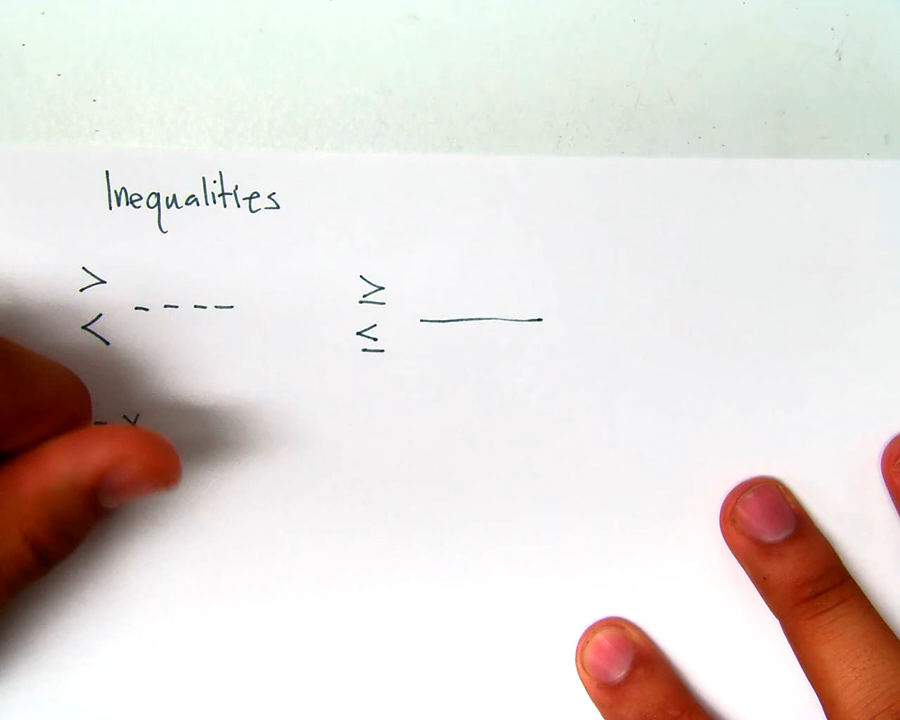 Inequalities
> - - - - ≥
< ≤ ———
- x